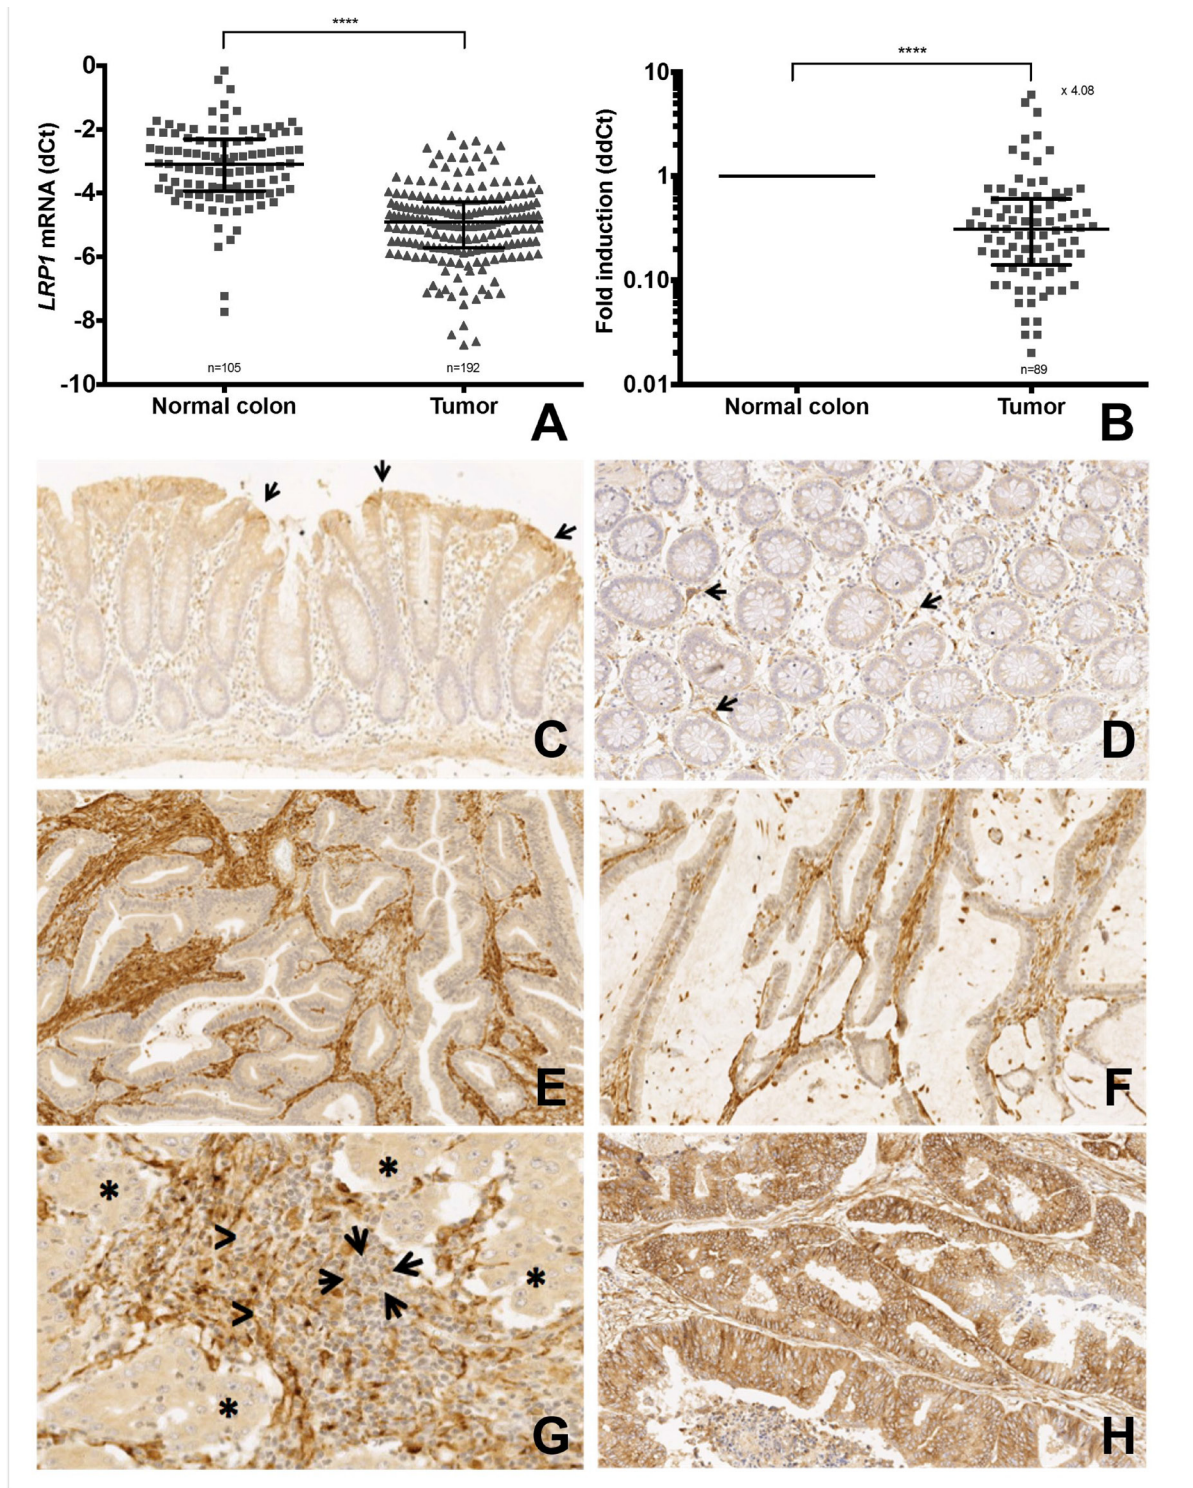 ****
0
-2
-4
-6
-8
-10
LRP1 mRNA (dCt)
n=105
n=192
Normal colon
Tumor
A
****
x 4.08
10
1
0.10
0.01
Fold induction (ddCt)
n=89
Normal colon
Tumor
B
C
D
E
F
*
*
>
*
>
*
G
H